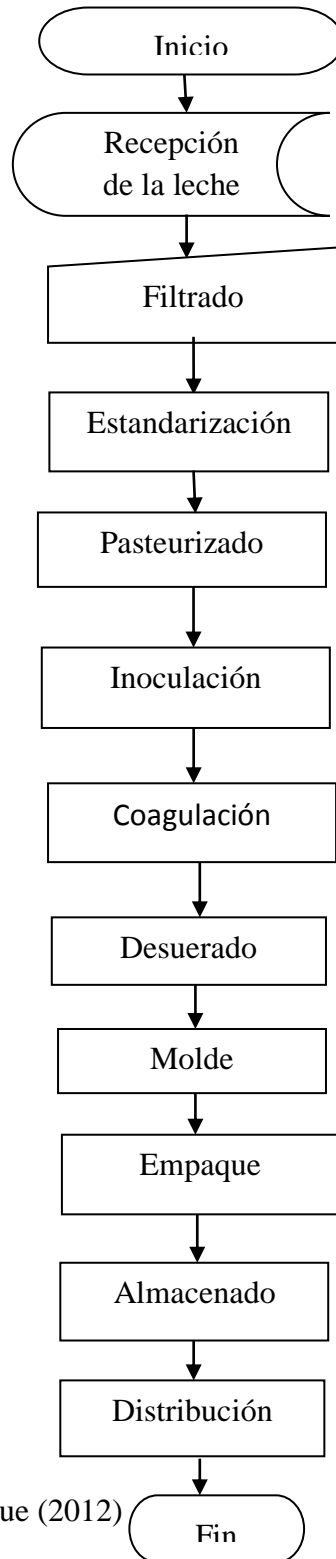 Inicio
Recepción
de la leche
Filtrado
Estandarización
Pasteurizado
Inoculación
Coagulación
Desuerado
Molde
Empaque
Almacenado
Distribución
ue (2012)
Fin